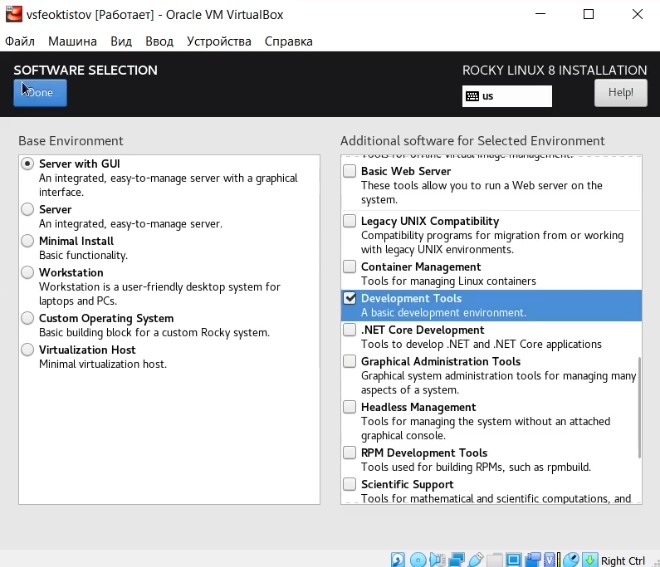 vsfeoktistov [Работает] - Oracle VM VirtualBox
Файл Машина Вид Ввод Устройства Справка
SOFTWARE SELECTION
ROCKY LINUX 8 INSTALLATION
Done
us
Help!
Base Environment
Server with GUI
An integrated, easy-to-manage server with a graphical
interface.
Server
An integrated, easy-to-manage server.
Minimal Install
Basic functionality.
Workstation
Workstation is a user-friendly desktop system for
laptops and PCs.
Custom Operating System
Basic building block for a custom Rocky system.
Virtualization Host
Minimal virtualization host.
Additional software for Selected Environment
Tools for offline virtual image management.
Basic Web Server
These tools allow you to run a Web server on the
system.
Legacy UNIX Compatibility
Compatibility programs for migration from or working
with legacy UNIX environments.
Container Management
Tools for managing Linux containers
Development Tools
A basic development environment.
.NET Core Development
Tools to develop .NET and .NET Core applications
Graphical Administration Tools
Graphical system administration tools for managing many
aspects of a system.
Headless Management
Tools for managing the system without an attached
graphical console.
RPM Development Tools
Tools used for building RPMs, such as rpmbuild.
Scientific Support
Tools for mathematical and scientific computations, and
Right Ctrl